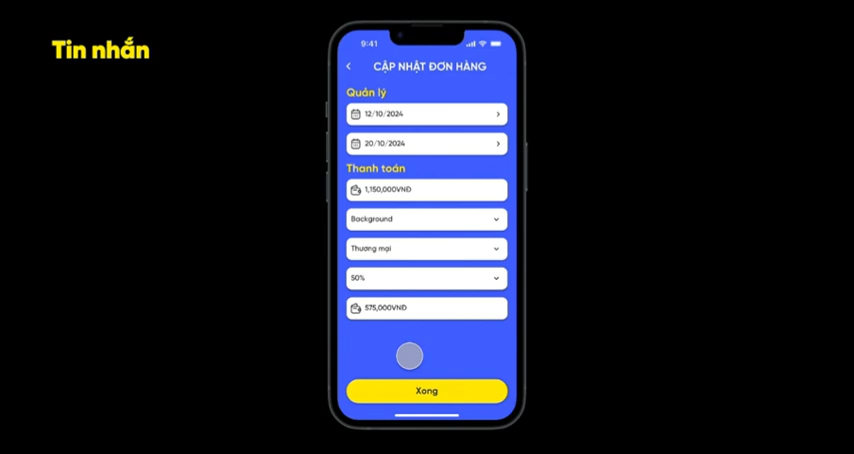 Tin nhắn
9:41
CẬP NHẬT ĐƠN HÀNG
Quản lý
12/10/2024
20/10/2024
Thanh toán
1,150,000VNĐ
Background
Thương mại
50%
575,000VNĐ
Xong